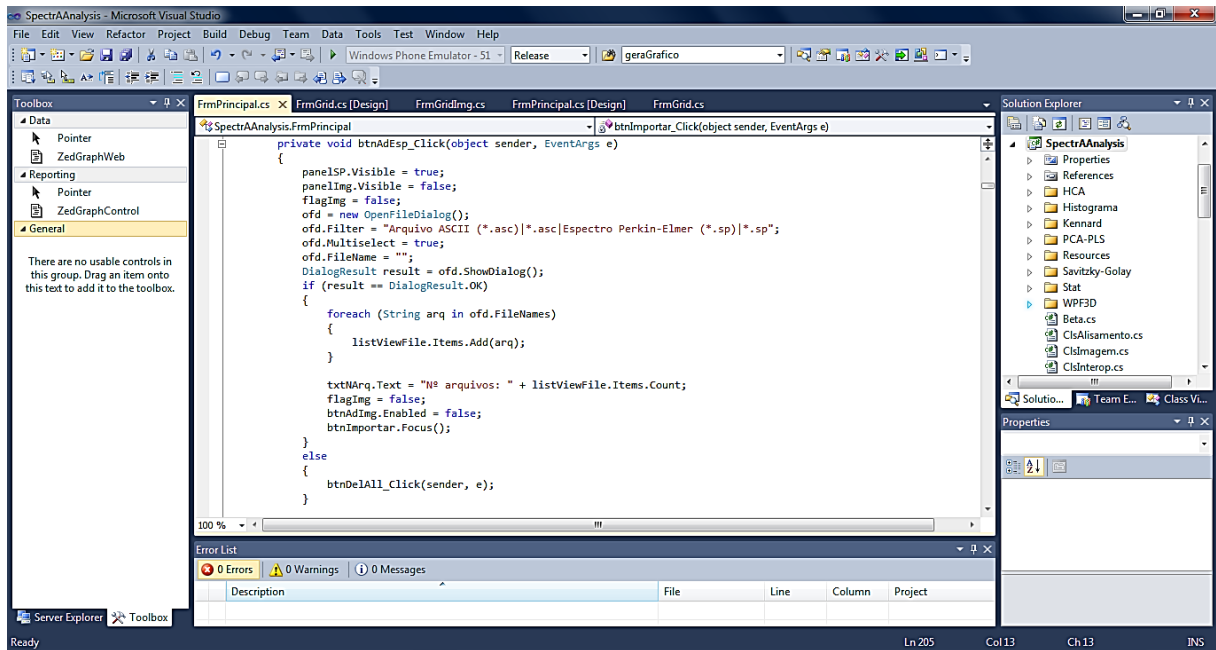 SpectrAAnalysis - Microsoft Visual Studio
File Edit View Refactor Project Build Debug Team Data Tools Test Window Help
Windows Phone Emulator - 51 Release geraGrafico
Toolbox
Data
Pointer
ZedGraphWeb
Reporting
Pointer
ZedGraphControl
General
There are no usable controls in
this group. Drag an item onto
this text to add it to the toolbox.
Server Explorer Toolbox
FrmPrincipal.cs FrmGrid.cs [Design] FrmGridImg.cs FrmPrincipal.cs [Design] FrmGrid.cs
SpectrAAnalysis.FrmPrincipal btnImportar_Click(object sender, EventArgs e)
private void btnAdEsp_Click(object sender, EventArgs e)
{
panelSP.Visible = true;
panelImg.Visible = false;
flagImg = false;
ofd = new OpenFileDialog();
ofd.Filter = "Arquivo ASCII (*.asc)|*.asc|Espectro Perkin-Elmer (*.sp)|*.sp";
ofd.Multiselect = true;
ofd.FileName = "";
DialogResult result = ofd.ShowDialog();
if (result == DialogResult.OK)
{
foreach (String arq in ofd.FileNames)
{
listViewFile.Items.Add(arq);
}
txtNArq.Text = "Nº arquivos: " + listViewFile.Items.Count;
flagImg = false;
btnAdImg.Enabled = false;
btnImportar.Focus();
}
else
{
btnDelAll_Click(sender, e);
}
100 %
Error List
0 Errors 0 Warnings 0 Messages
Description File Line Column Project
Solution Explorer
SpectrAAnalysis
Properties
References
HCA
Histograma
Kennard
PCA-PLS
Resources
Savitzky-Golay
Stat
WPF3D
Beta.cs
ClsAlisamento.cs
ClsImagem.cs
ClsInterop.cs
Solutio... Team E... Class Vi...
Properties
Ready Ln 205 Col 13 Ch 13 INS